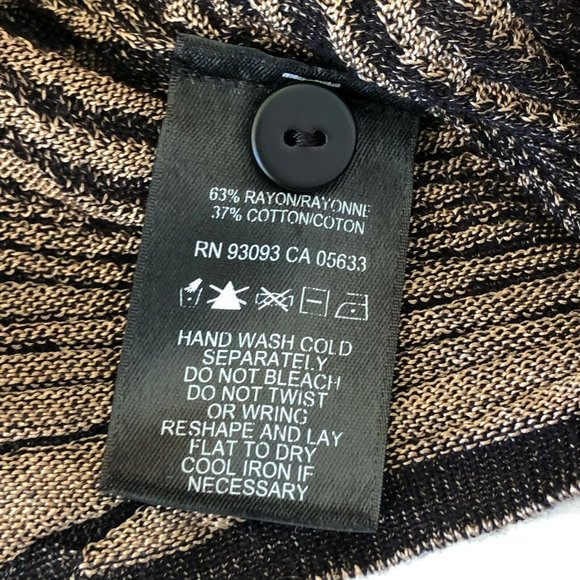 63% RAYON/RAYONNE
37% COTTON/COTON
RN 93093 CA 05633
HAND WASH COLD
SEPARATELY
DO NOT BLEACH
DO NOT TWIST
OR WRING
RESHAPE AND LAY
FLAT TO DRY
COOL IRON IF
NECESSARY